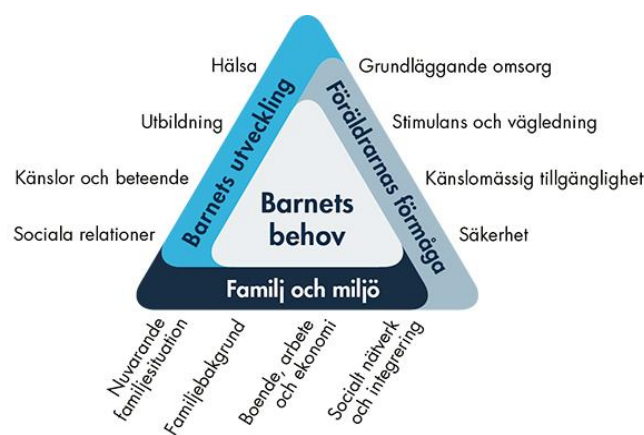 Hälsa
Utbildning
Känslor och beteende
Sociala relationer
Barnets utveckling
Grundläggande omsorg
Stimulans och vägledning
Känslomässig tillgänglighet
Säkerhet
Föräldrarnas förmåga
Barnets
behov
Familj och miljö
Nuvarande
familjesituation
Familjebakgrund
Boende, arbete
och ekonomi
Socialt nätverk
och integrering